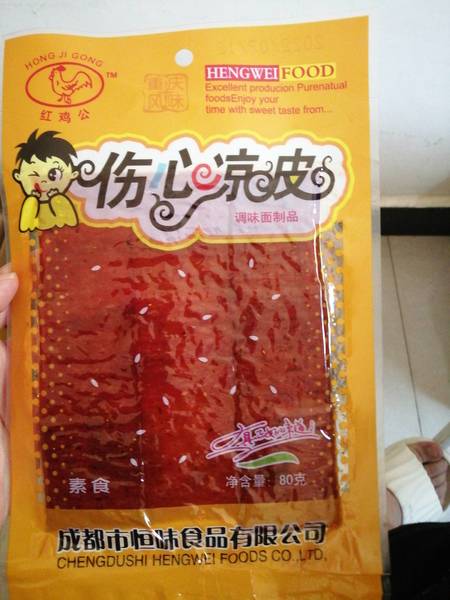 HONG JI GONG
TM
红鸡公
重庆
风味
HENGWEI FOOD
Excellent producion Purenatual
foodsEnjoy your
time with sweet taste from...
伤心凉皮
调味面制品
素食
净含量：80克
成都市恒味食品有限公司
CHENGDUSHI HENGWEI FOODS CO.,LTD.